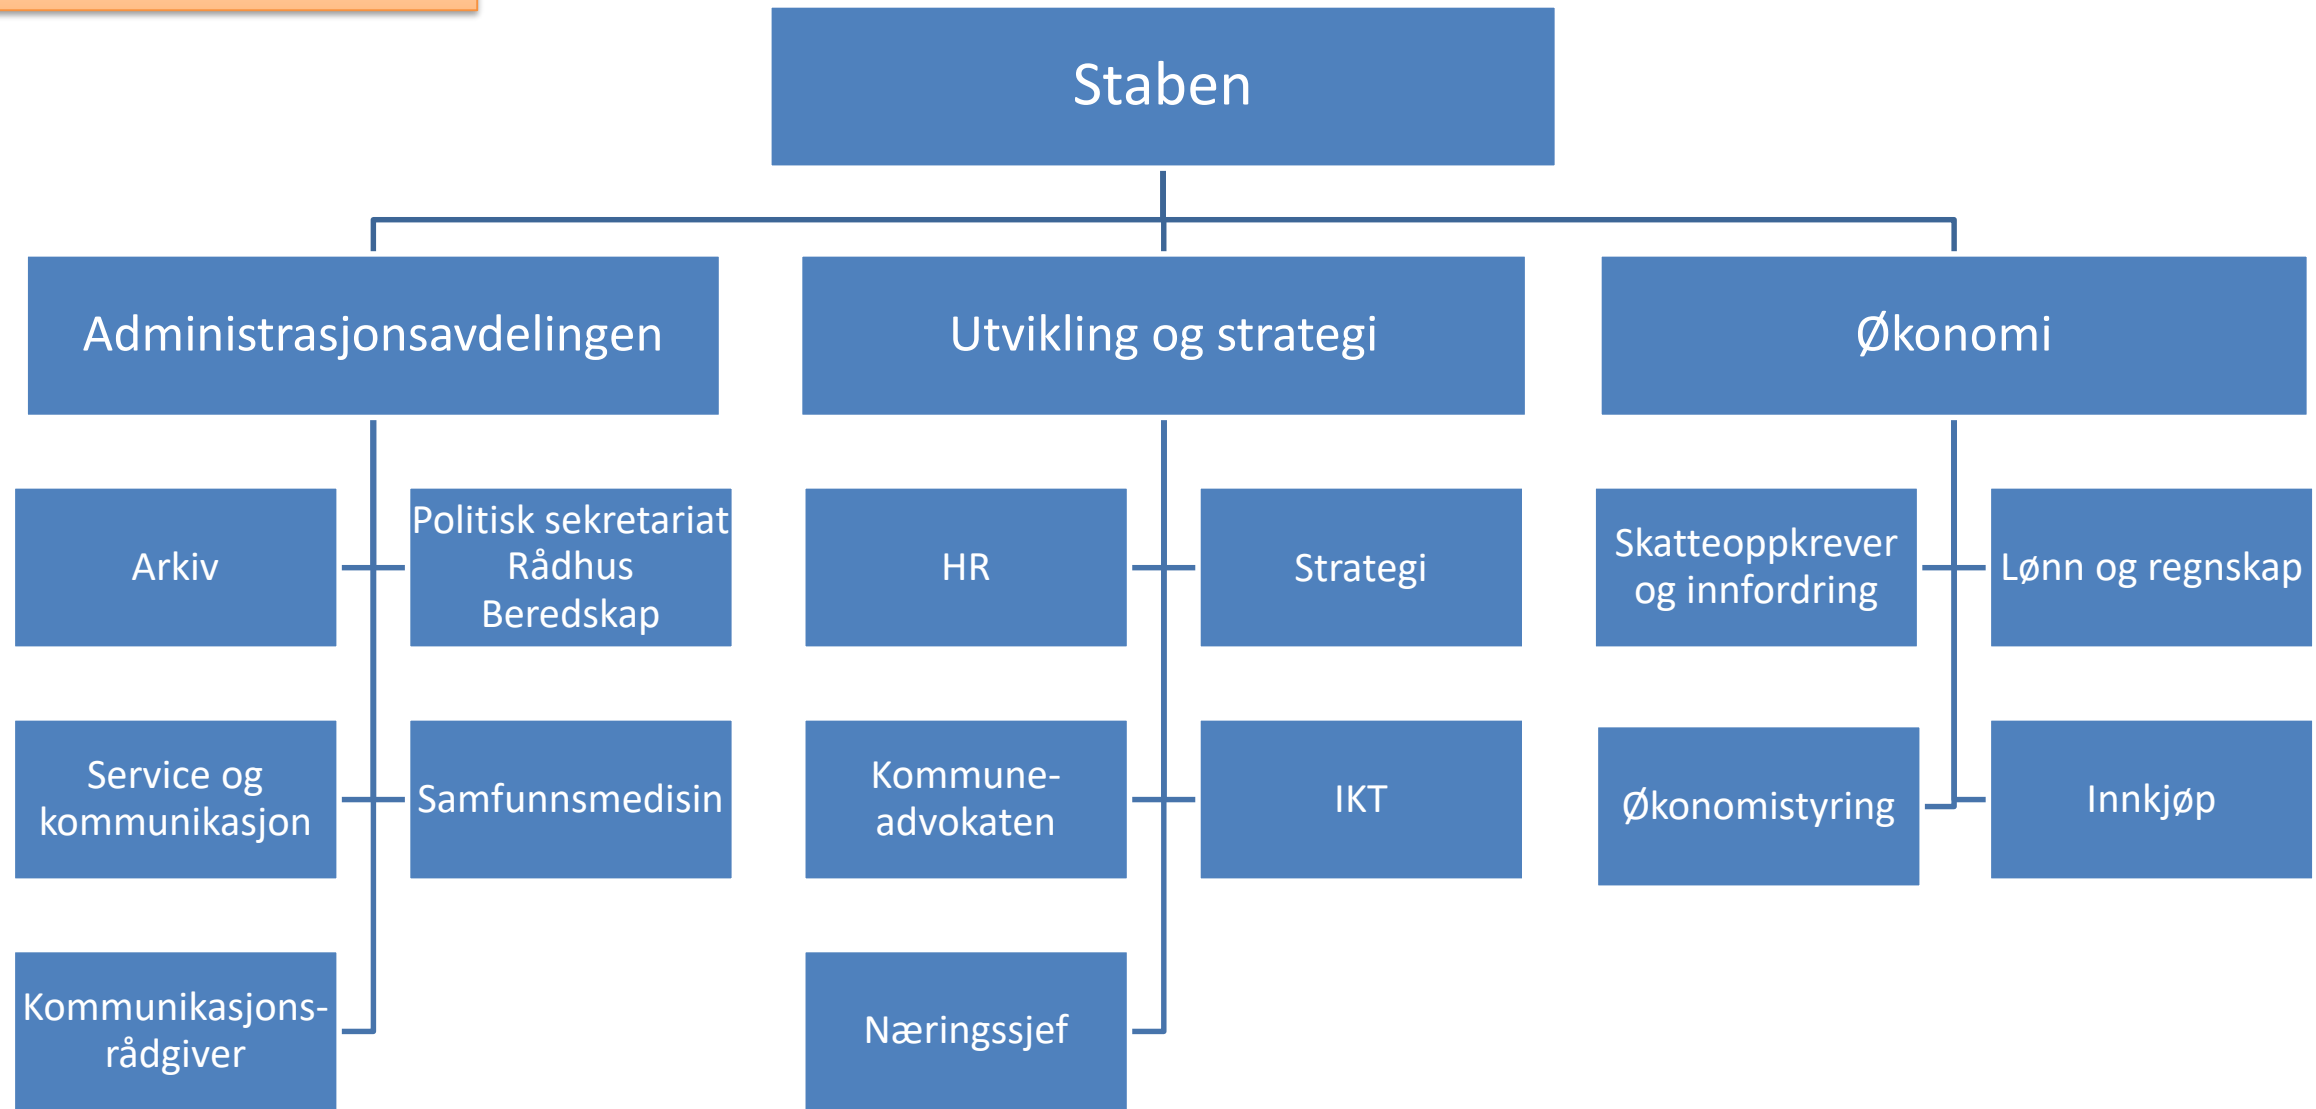 Staben
Administrasjonsavdelingen
Utvikling og strategi
Økonomi
Arkiv
Politisk sekretariat
Rådhus
Beredskap
HR
Strategi
Skatteoppkrever
og innfordring
Lønn og regnskap
Service og
kommunikasjon
Samfunnsmedisin
Kommune-
advokaten
IKT
Økonomistyring
Innkjøp
Kommunikasjons-
rådgiver
Næringssjef